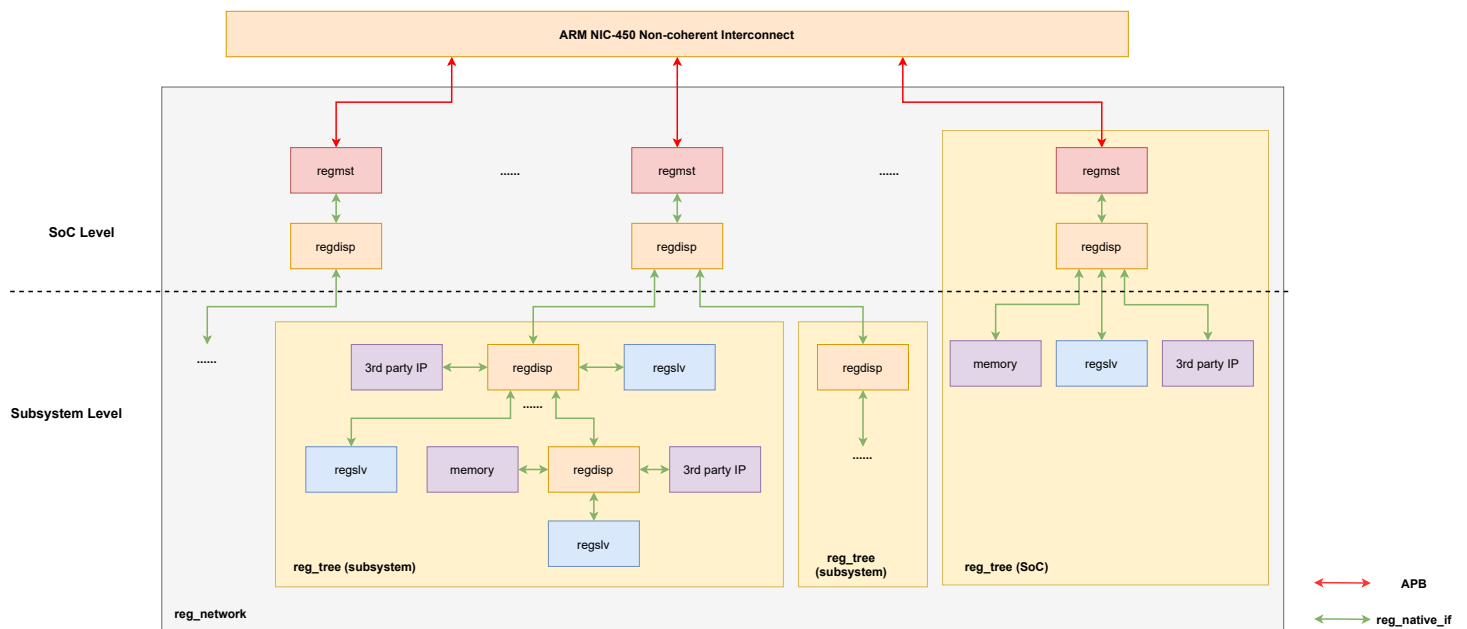 ARM NIC-450 Non-coherent Interconnect
regmst
......
regmst
......
regmst
SoC Level
regdisp
regdisp
regdisp
......
3rd party IP
regdisp
regslv
regdisp
memory
regslv
3rd party IP
......
Subsystem Level
regslv
memory
regdisp
3rd party IP
......
regslv
reg_tree (subsystem)
reg_tree
(subsystem)
reg_tree (SoC)
APB
reg_network
reg_native_if